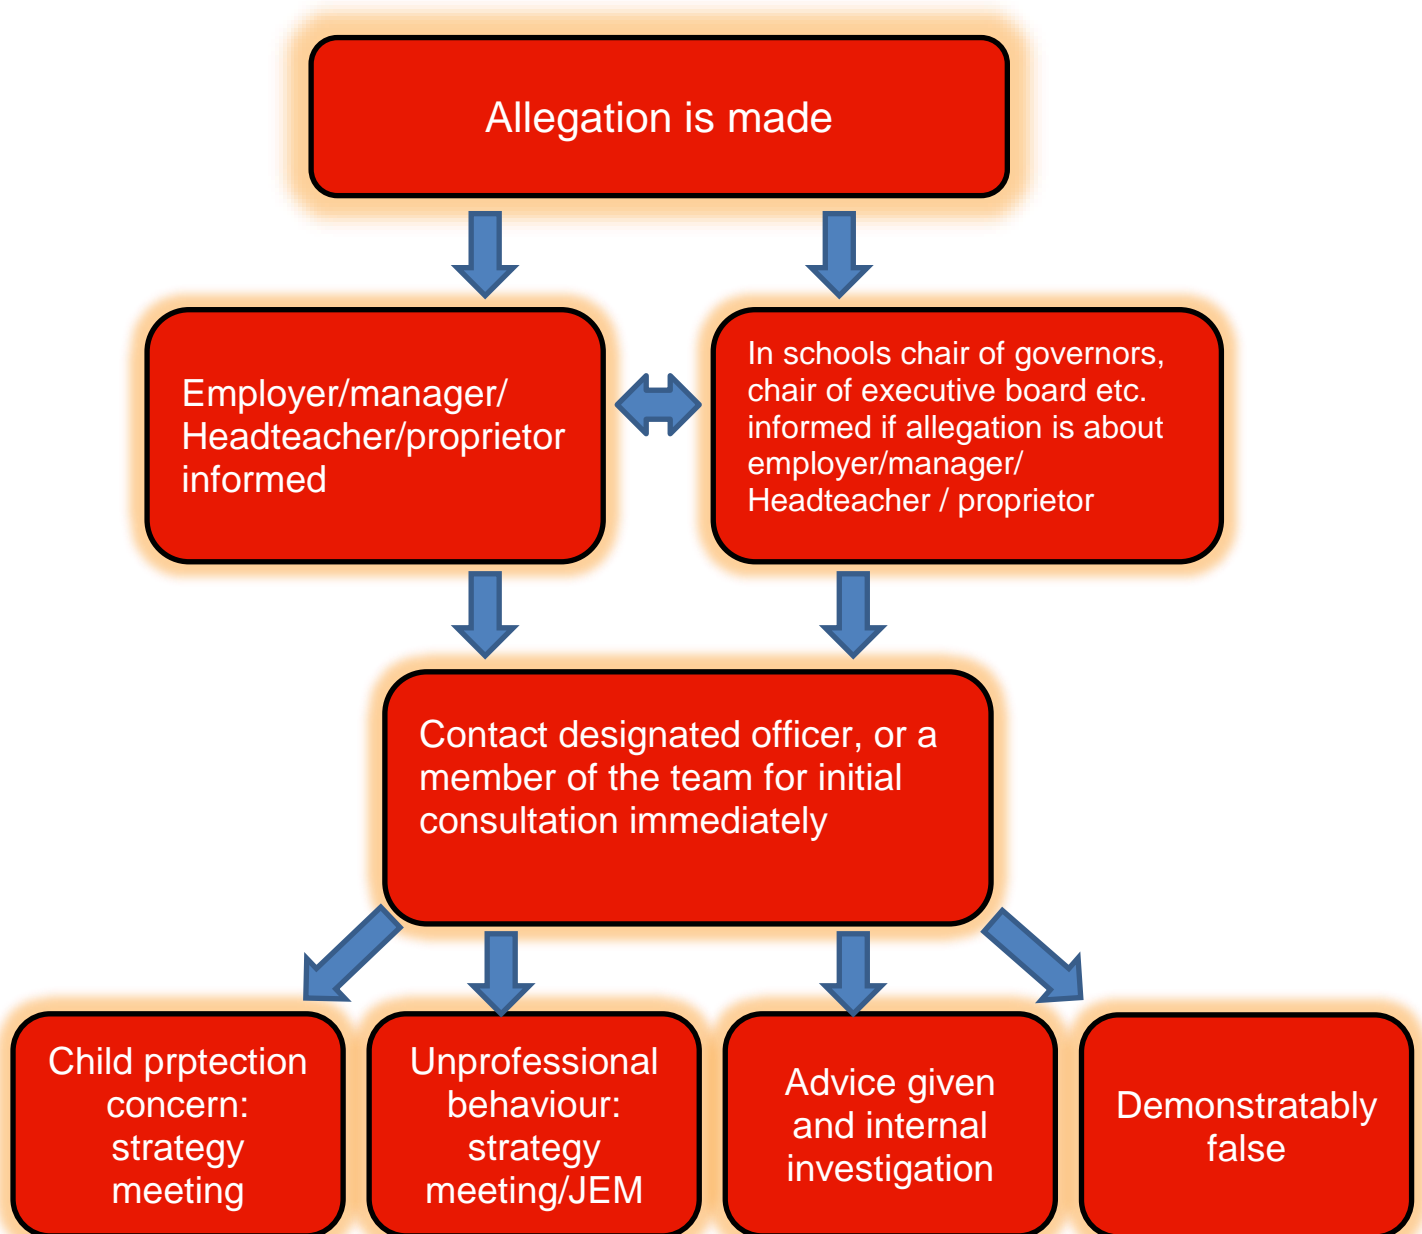 Allegation is made
Employer/manager/
Headteacher/proprietor
informed
In schools chair of governors,
chair of executive board etc.
informed if allegation is about
employer/manager/
Headteacher / proprietor
Contact designated officer, or a
member of the team for initial
consultation immediately
Child prptection
concern:
strategy
meeting
Unprofessional
behaviour:
strategy
meeting/JEM
Advice given
and internal
investigation
Demonstratably
false